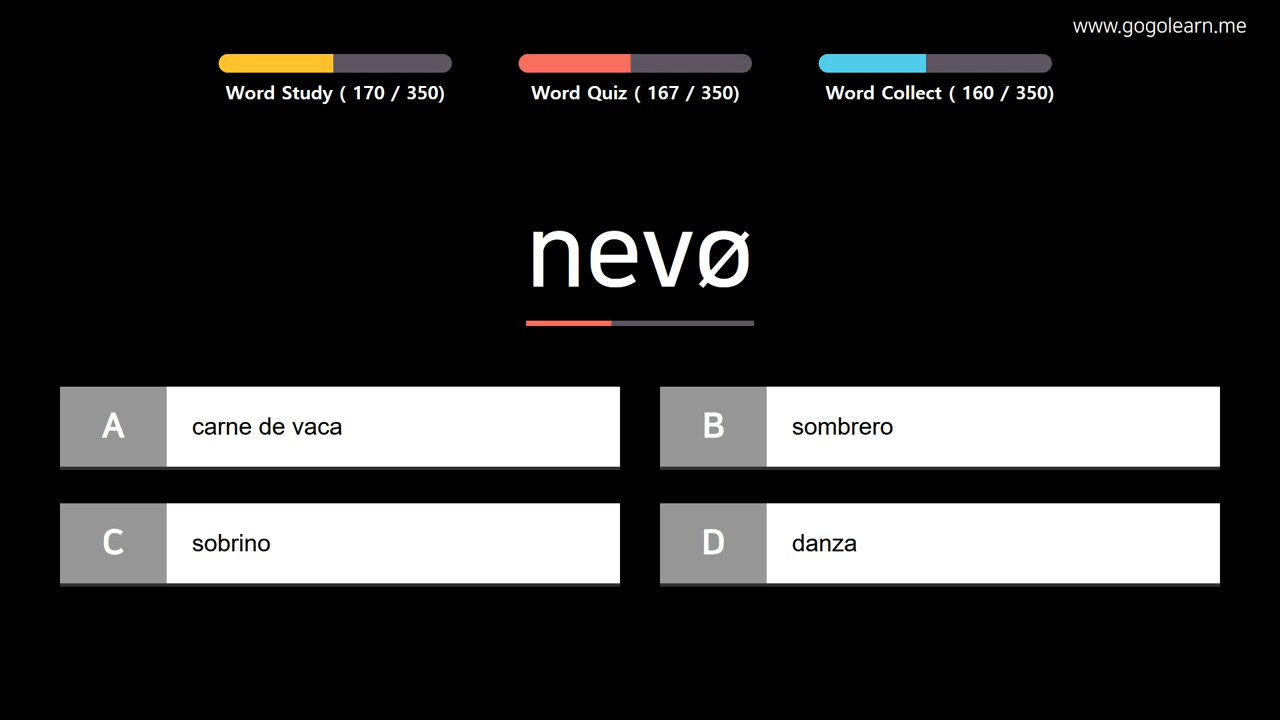 www.gogolearn.me
Word Study ( 170 / 350)
Word Quiz ( 167 / 350)
Word Collect ( 160 / 350)
nevø
A carne de vaca
B sombrero
C sobrino
D danza